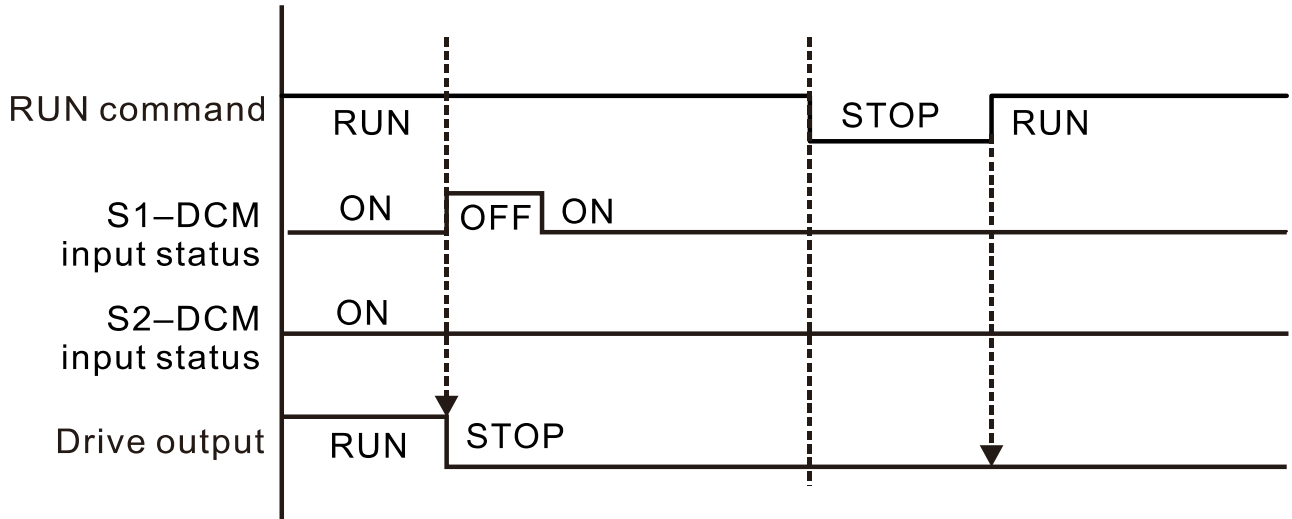 RUN command
RUN
STOP
RUN
S1–DCM
input status
ON
OFF
ON
S2–DCM
input status
ON
Drive output
RUN
STOP